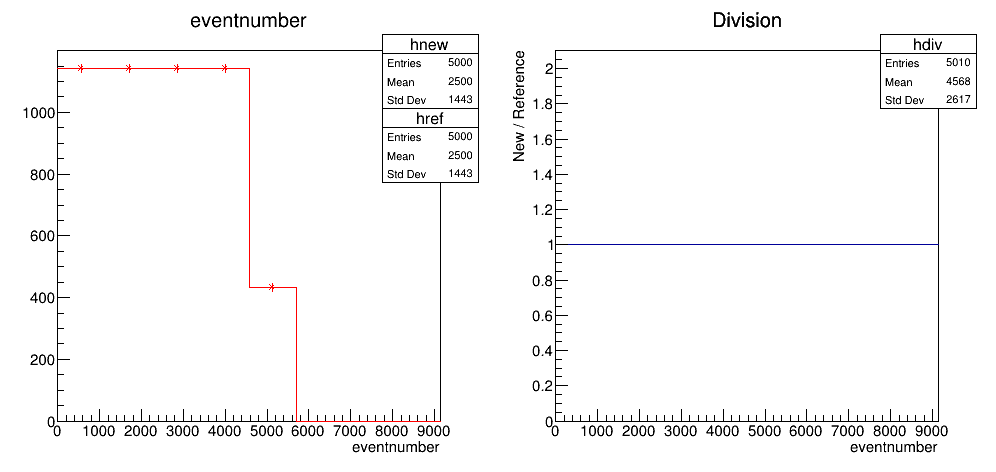 eventnumber
hnew
Entries 5000
Mean 2500
Std Dev 1443
href
Entries 5000
Mean 2500
Std Dev 1443
1000
800
600
400
200
0
0 1000 2000 3000 4000 5000 6000 7000 8000 9000
eventnumber
Division
hdiv
Entries 5010
Mean 4568
Std Dev 2617
New / Reference
2
1.8
1.6
1.4
1.2
1
0.8
0.6
0.4
0.2
0
0 1000 2000 3000 4000 5000 6000 7000 8000 9000
eventnumber